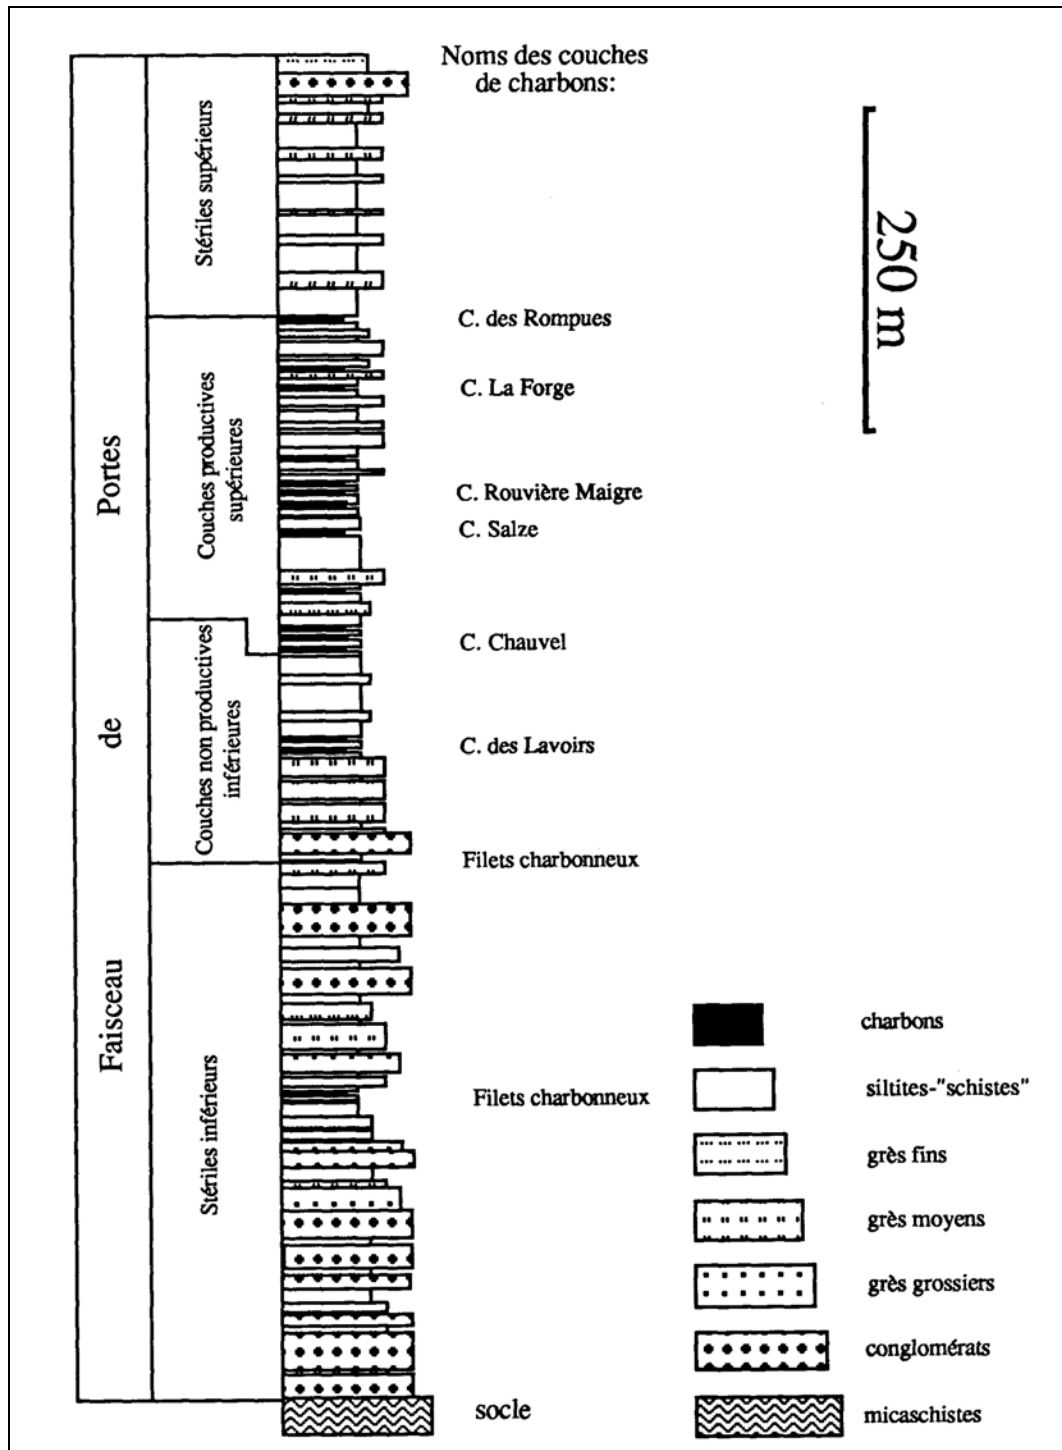 Noms des couches
de charbons:
250 m
Faisceau de Portes
Stériles supérieurs
Couches productives
supérieures
Couches non productives
inférieures
Stériles inférieurs
C. des Rompues
C. La Forge
C. Rouvière Maigre
C. Salze
C. Chauvel
C. des Lavoirs
Filets charbonneux
Filets charbonneux
socle
charbons
siltites-"schistes"
grès fins
grès moyens
grès grossiers
conglomérats
micaschistes